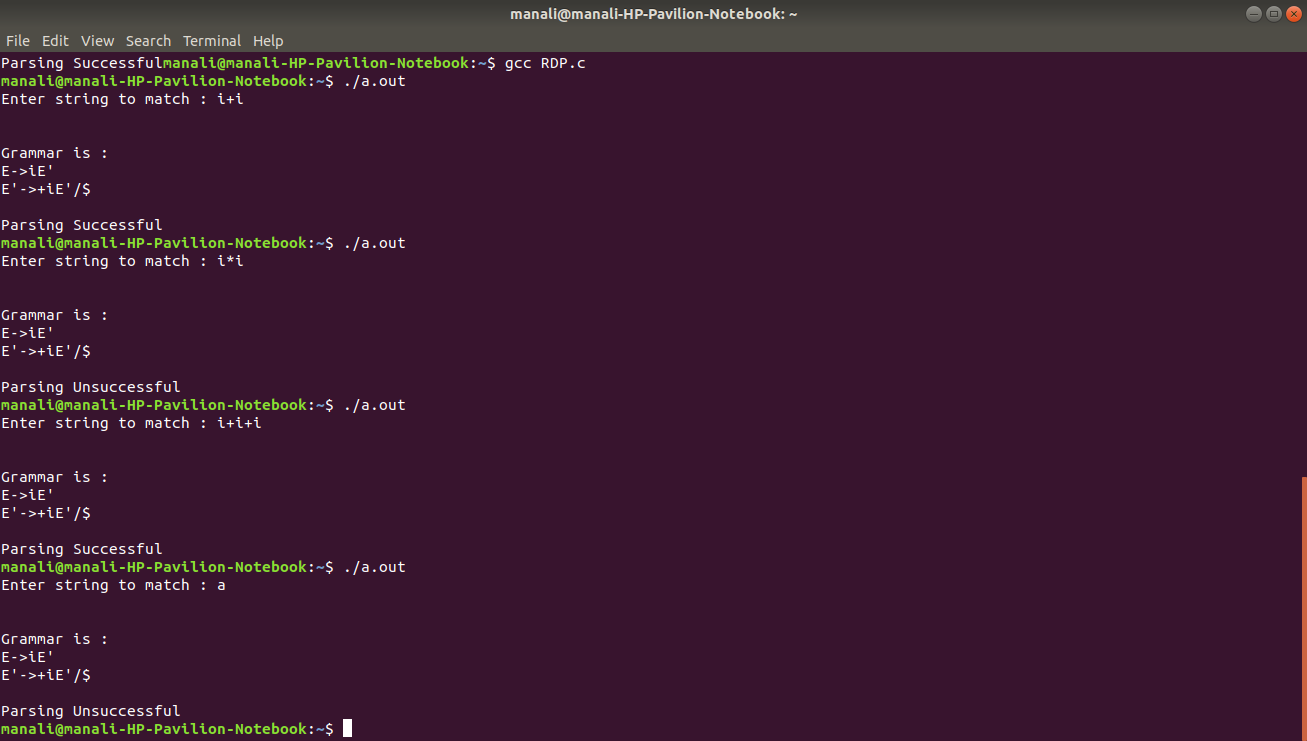 manali@manali-HP-Pavilion-Notebook: ~
File Edit View Search Terminal Help
Parsing Successfulmanali@manali-HP-Pavilion-Notebook:~$ gcc RDP.c
manali@manali-HP-Pavilion-Notebook:~$ ./a.out
Enter string to match : i+i
Grammar is :
E->iE'
E'->+iE'/$
Parsing Successful
manali@manali-HP-Pavilion-Notebook:~$ ./a.out
Enter string to match : i*i
Grammar is :
E->iE'
E'->+iE'/$
Parsing Unsuccessful
manali@manali-HP-Pavilion-Notebook:~$ ./a.out
Enter string to match : i+i+i
Grammar is :
E->iE'
E'->+iE'/$
Parsing Successful
manali@manali-HP-Pavilion-Notebook:~$ ./a.out
Enter string to match : a
Grammar is :
E->iE'
E'->+iE'/$
Parsing Unsuccessful
manali@manali-HP-Pavilion-Notebook:~$